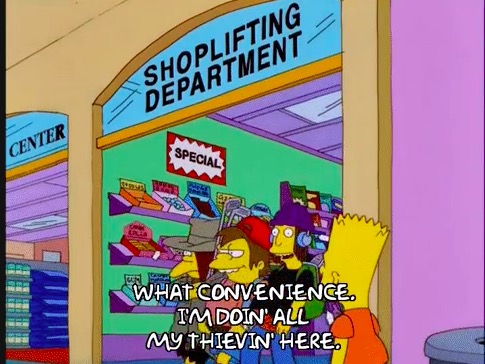 SHOPLIFTING
DEPARTMENT
CENTER
SPECIAL
WHAT CONVENIENCE.
I'M DOIN' ALL
MY THIEVIN' HERE.